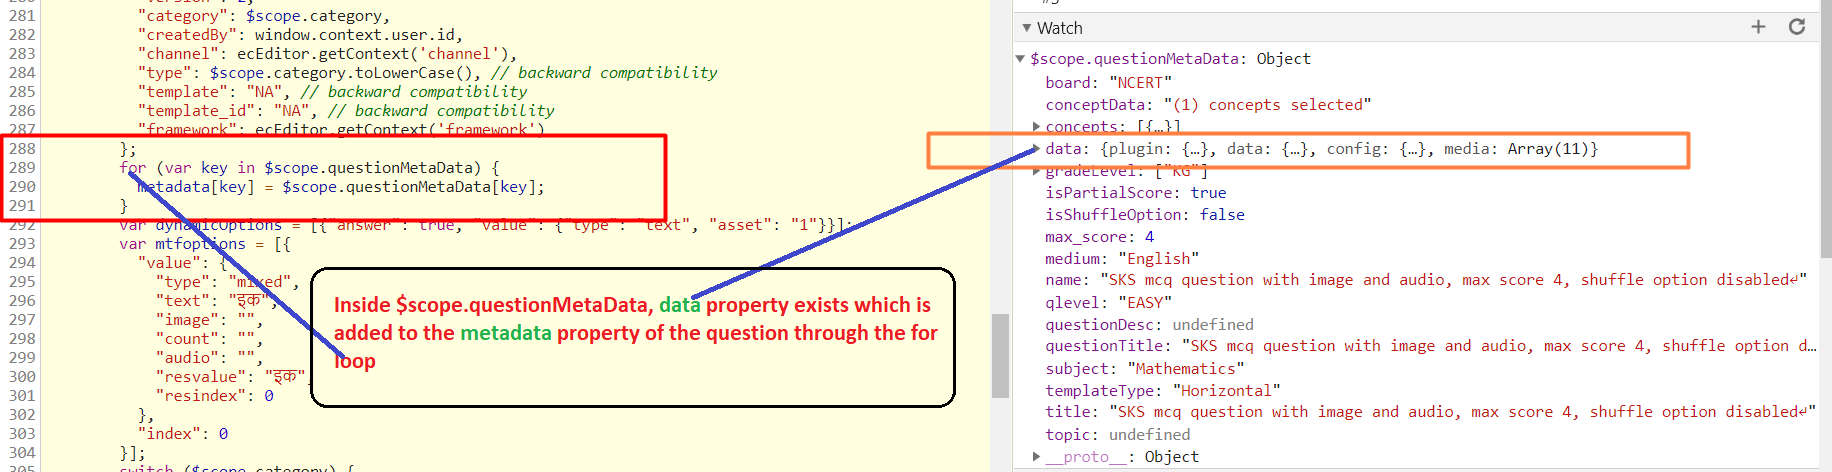 281 "category": $scope.category,
282 "createdBy": window.context.user.id,
283 "channel": ecEditor.getContext('channel'),
284 "type": $scope.category.toLowerCase(), // backward compatibility
285 "template": "NA", // backward compatibility
286 "template_id": "NA", // backward compatibility
287 "framework": ecEditor.getContext('framework')
288 };
289 for (var key in $scope.questionMetaData) {
290 metadata[key] = $scope.questionMetaData[key];
291 }
292 var dynamicOptions = [{"answer": true, "value": {"type": "text", "asset": "1"}}];
293 var mtfoptions = [{
294 "value": {
295 "type": "mixed",
296 "text": "इक",
297 "image": "",
298 "count": "",
299 "audio": "",
300 "resvalue": "इक",
301 "resindex": 0
302 },
303 "index": 0
304 }];
305 switch ($scope.category) {
Inside $scope.questionMetaData, data property exists which is
added to the metadata property of the question through the for
loop
Watch
$scope.questionMetaData: Object
board: "NCERT"
conceptData: "(1) concepts selected"
concepts: [{…}]
data: {plugin: {…}, data: {…}, config: {…}, media: Array(11)}
gradeLevel: ["KG"]
isPartialScore: true
isShuffleOption: false
max_score: 4
medium: "English"
name: "SKS mcq question with image and audio, max score 4, shuffle option disabled↵"
qlevel: "EASY"
questionDesc: undefined
questionTitle: "SKS mcq question with image and audio, max score 4, shuffle option d…
subject: "Mathematics"
templateType: "Horizontal"
title: "SKS mcq question with image and audio, max score 4, shuffle option disabled↵"
topic: undefined
__proto__: Object